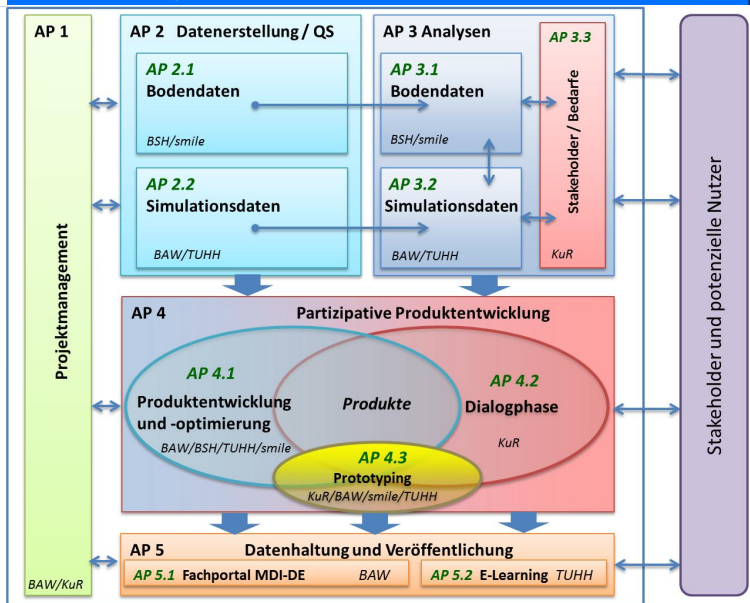 AP 1
Projektmanagement
BAW/KuR
AP 2 Datenerstellung / QS
AP 2.1
Bodendaten
BSH/smile
AP 2.2
Simulationsdaten
BAW/TUHH
AP 3 Analysen
AP 3.1
Bodendaten
BSH/smile
AP 3.2
Simulationsdaten
BAW/TUHH
AP 3.3
Stakeholder / Bedarfe
KuR
AP 4
Partizipative Produktentwicklung
AP 4.1
Produktentwicklung
und -optimierung
BAW/BSH/TUHH/smile
Produkte
AP 4.2
Dialogphase
KuR
AP 4.3
Prototyping
KuR/BAW/smile/TUHH
AP 5
Datenhaltung und Veröffentlichung
AP 5.1 Fachportal MDI-DE BAW
AP 5.2 E-Learning TUHH
Stakeholder und potenzielle Nutzer